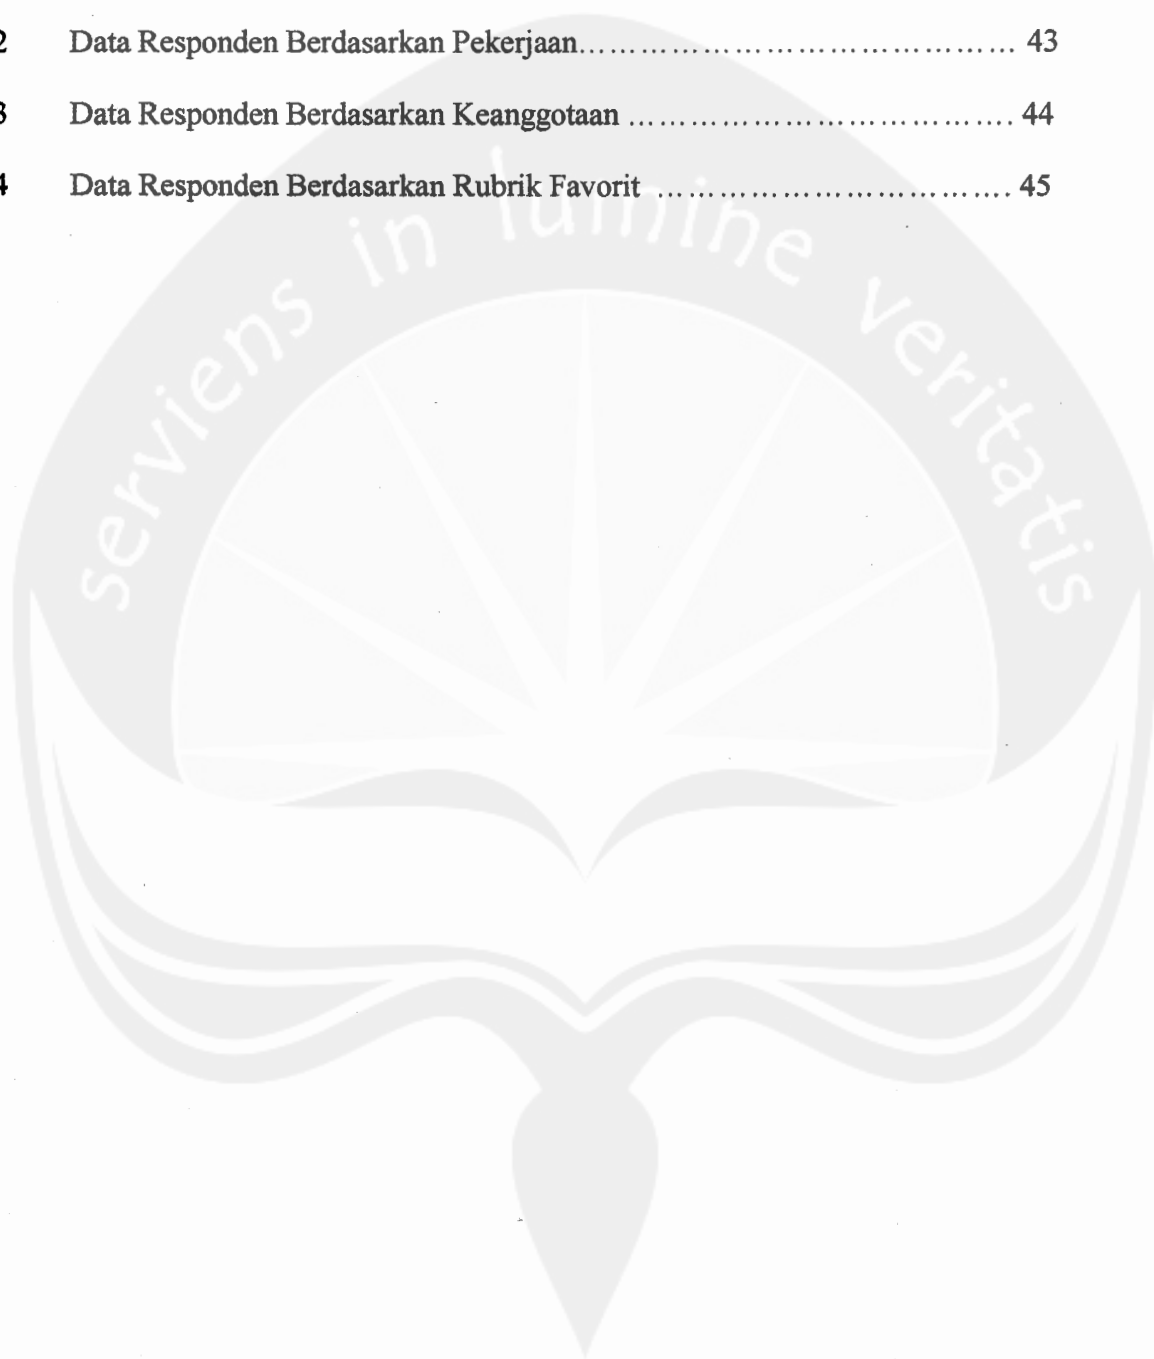 2 Data Responden Berdasarkan Pekerjaan................................................ 43
3 Data Responden Berdasarkan Keanggotaan ........................................... 44
4 Data Responden Berdasarkan Rubrik Favorit ....................................... 45
serviens in lumine veritatis